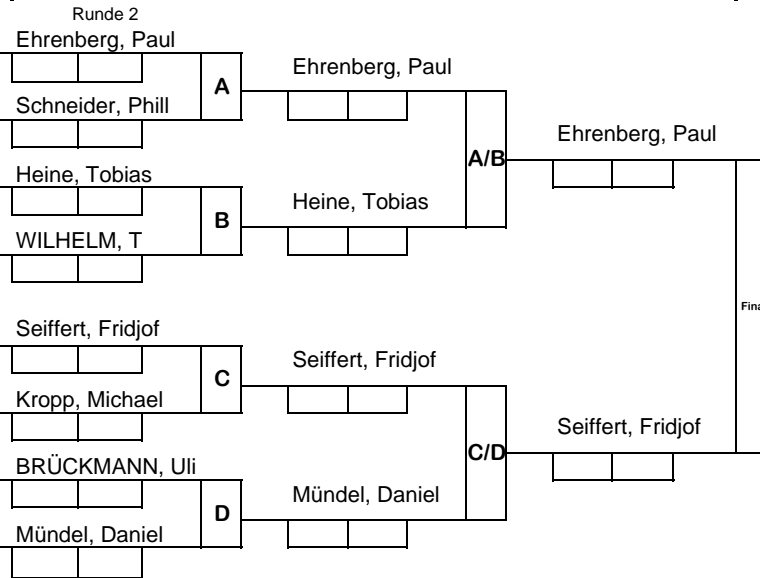 Runde 2
Ehrenberg, Paul
A
Schneider, Phill
Heine, Tobias
B
WILHELM, T
Seiffert, Fridjof
C
Kropp, Michael
BRÜCKMANN, Uli
D
Mündel, Daniel
Ehrenberg, Paul
A/B
Heine, Tobias
Seiffert, Fridjof
C/D
Mündel, Daniel
Ehrenberg, Paul
Seiffert, Fridjof